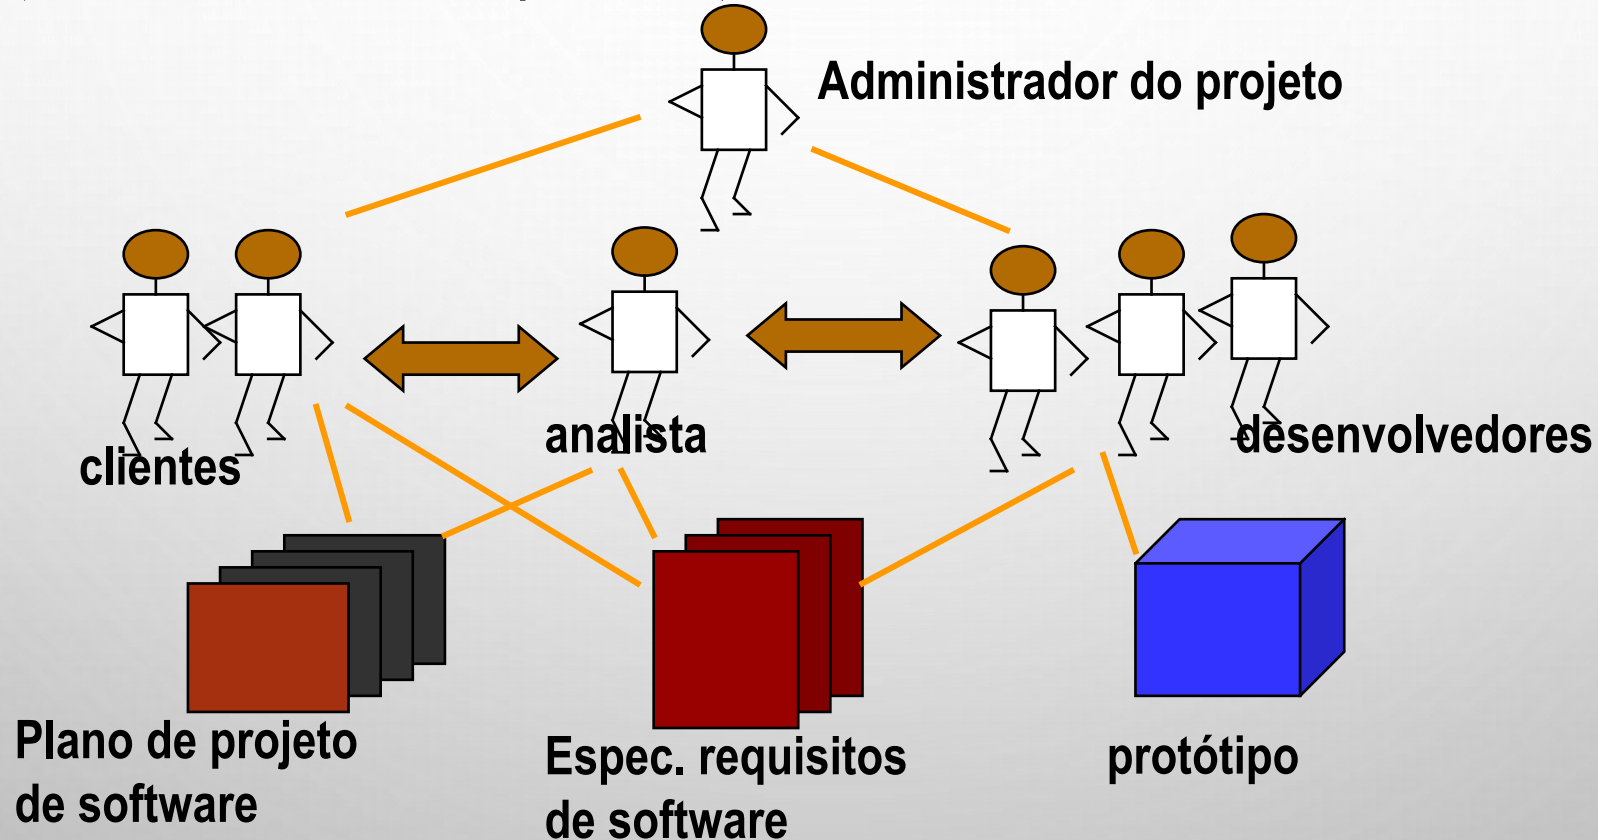 Administrador do projeto
clientes
analista
desenvolvedores
Plano de projeto
de software
Espec. requisitos
de software
protótipo